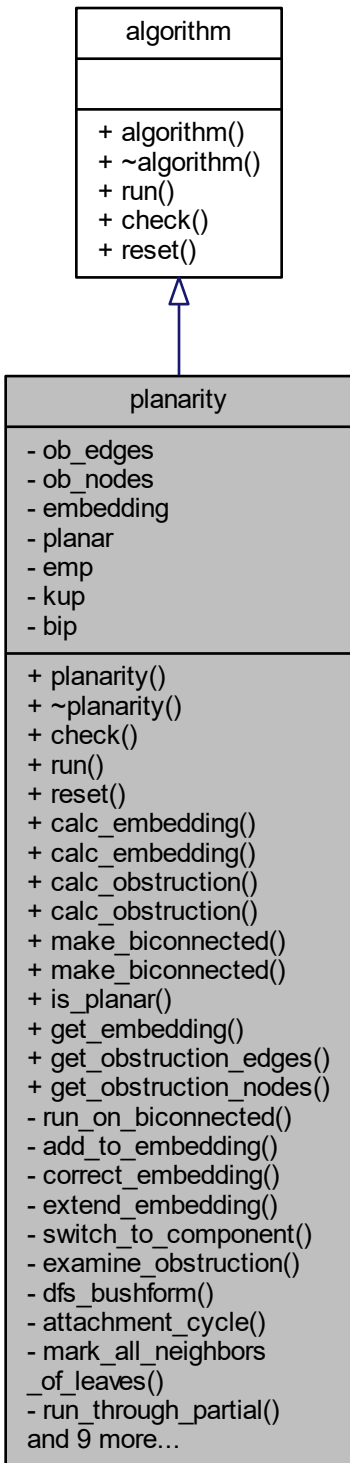 algorithm
+ algorithm()
+ ~algorithm()
+ run()
+ check()
+ reset()
planarity
- ob_edges
- ob_nodes
- embedding
- planar
- emp
- kup
- bip
+ planarity()
+ ~planarity()
+ check()
+ run()
+ reset()
+ calc_embedding()
+ calc_embedding()
+ calc_obstruction()
+ calc_obstruction()
+ make_biconnected()
+ make_biconnected()
+ is_planar()
+ get_embedding()
+ get_obstruction_edges()
+ get_obstruction_nodes()
- run_on_biconnected()
- add_to_embedding()
- correct_embedding()
- extend_embedding()
- switch_to_component()
- examine_obstruction()
- dfs_bushform()
- attachment_cycle()
- mark_all_neighbors
_of_leaves()
- run_through_partial()
and 9 more...